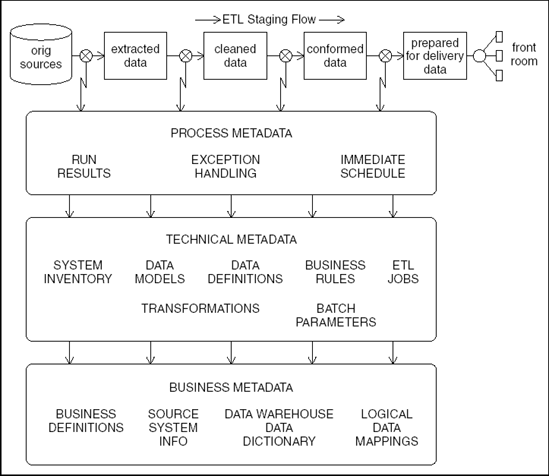 ETL Staging Flow
orig
sources
extracted
data
cleaned
data
conformed
data
prepared
for delivery
data
front
room
PROCESS METADATA
RUN
RESULTS
EXCEPTION
HANDLING
IMMEDIATE
SCHEDULE
TECHNICAL METADATA
SYSTEM
INVENTORY
DATA
MODELS
DATA
DEFINITIONS
BUSINESS
RULES
ETL
JOBS
TRANSFORMATIONS
BATCH
PARAMETERS
BUSINESS METADATA
BUSINESS
DEFINITIONS
SOURCE
SYSTEM
INFO
DATA WAREHOUSE
DATA
DICTIONARY
LOGICAL
DATA
MAPPINGS